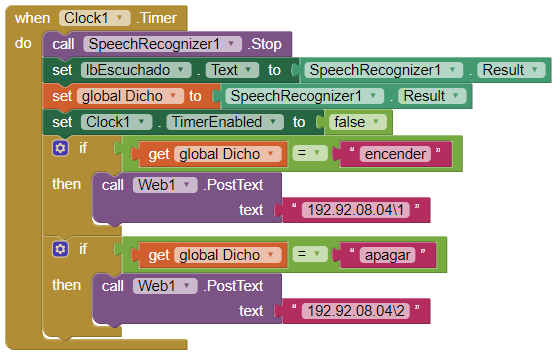 when Clock1 .Timer
do call SpeechRecognizer1 .Stop
set lbEscuchado . Text to SpeechRecognizer1 . Result
set global Dicho to SpeechRecognizer1 . Result
set Clock1 . TimerEnabled to false
if get global Dicho = " encender "
then call Web1 .PostText
text " 192.92.08.04\1 "
if get global Dicho = " apagar "
then call Web1 .PostText
text " 192.92.08.04\2 "